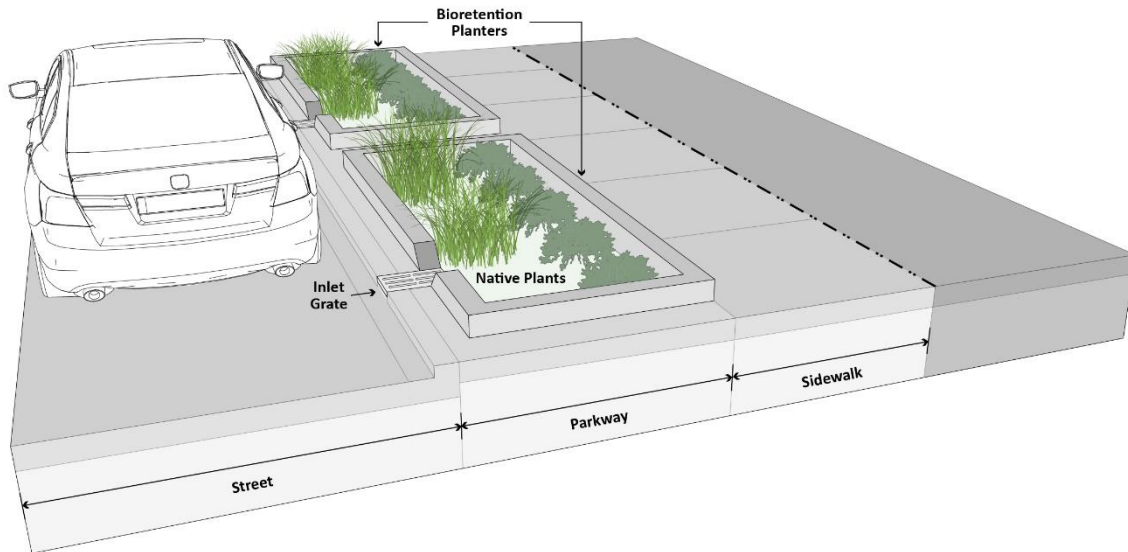 Bioretention
Planters
Native Plants
Inlet
Grate
Sidewalk
Parkway
Street